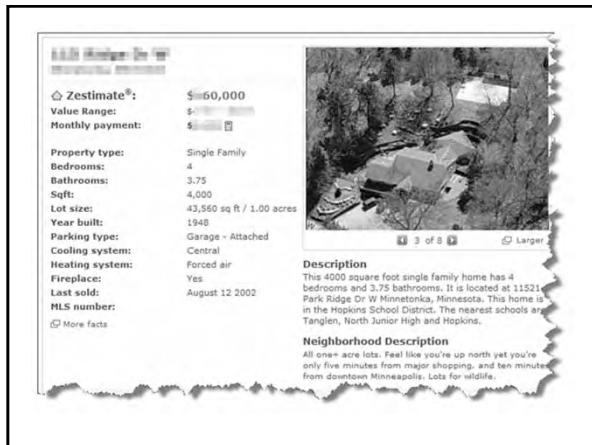 Zestimate®: $ 60,000
Value Range: $
Monthly payment: $
Property type: Single Family
Bedrooms: 4
Bathrooms: 3.75
Sqft: 4,000
Lot size: 43,560 sq ft / 1.00 acres
Year built: 1948
Parking type: Garage - Attached
Cooling system: Central
Heating system: Forced air
Fireplace: Yes
Last sold: August 12 2002
MLS number:
More facts
3 of 8 Larger
Description
This 4000 square foot single family home has 4
bedrooms and 3.75 bathrooms. It is located at 11521
Park Ridge Dr W Minnetonka, Minnesota. This home is
in the Hopkins School District. The nearest schools are
Tanglen, North Junior High and Hopkins.
Neighborhood Description
All one+ acre lots. Feel like you're up north yet you're
only five minutes from major shopping, and ten minutes
from downtown Minneapolis. Lots for wildlife.